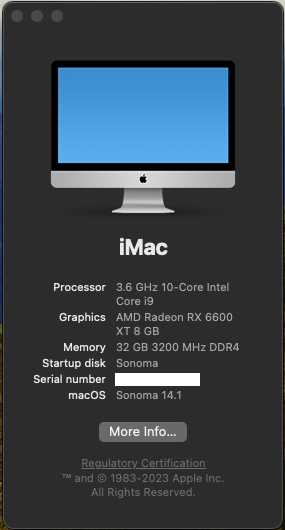 iMac
Processor 3.6 GHz 10-Core Intel
Core i9
Graphics AMD Radeon RX 6600
XT 8 GB
Memory 32 GB 3200 MHz DDR4
Startup disk Sonoma
Serial number
macOS Sonoma 14.1
More Info...
Regulatory Certification
™ and © 1983-2023 Apple Inc.
All Rights Reserved.